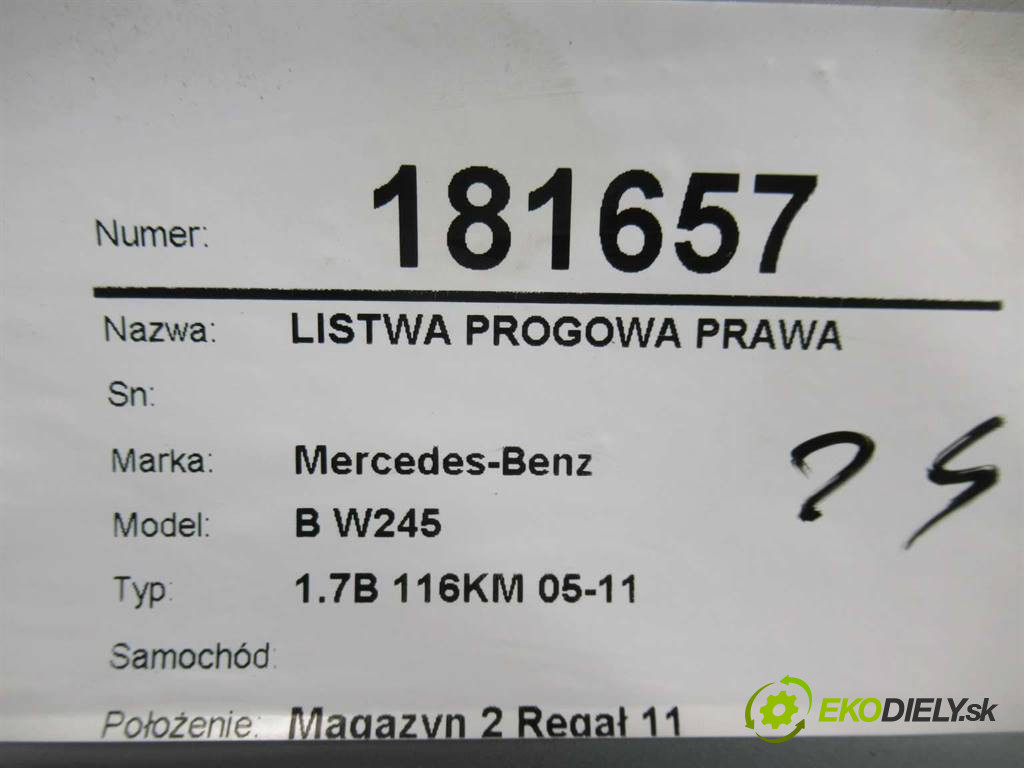 Numer: 181657
Nazwa: LISTWA PROGOWA PRAWA
Sn:
Marka: Mercedes-Benz
Model: B W245
Typ: 1.7B 116KM 05-11
Samochód:
Położenie: Magazyn 2 Regał 11
EKODIELY.sk